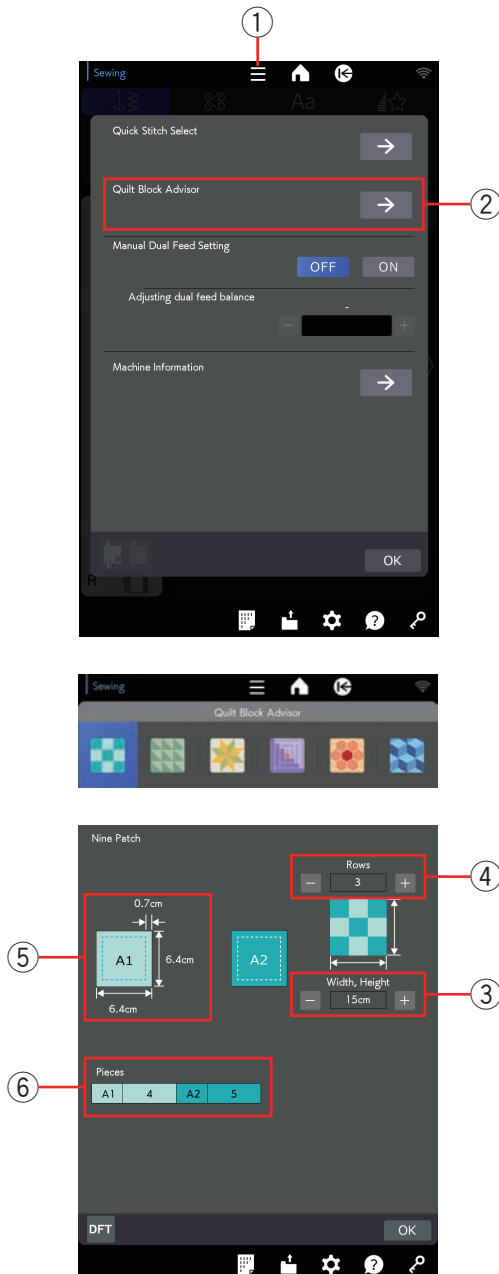 1
Sewing
Aa
Quick Stitch Select
Quilt Block Advisor
2
Manual Dual Feed Setting
OFF ON
Adjusting dual feed balance
-
− +
Machine Information
OK
R
?
Sewing
Quilt Block Advisor
Nine Patch
Rows
− 3 +
4
0.7cm
5
A1
6.4cm
A2
6.4cm
Width, Height
− 15cm +
3
6
Pieces
A1 4 A2 5
DFT
OK
?